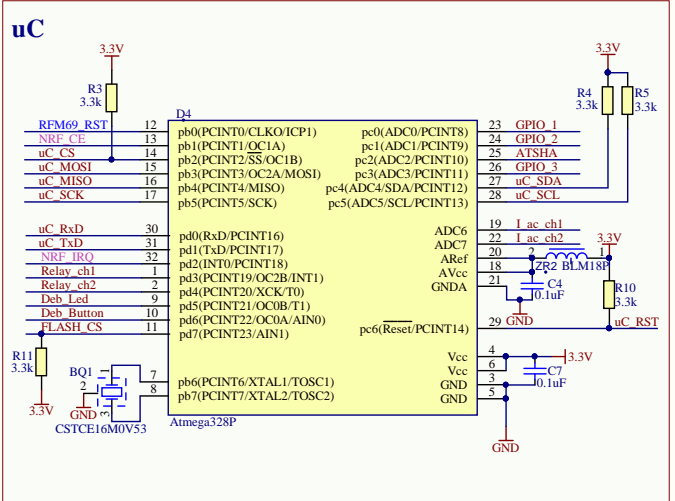 uC
3.3V
3.3V
R3
3.3k
R4
3.3k
R5
3.3k
D4
RFM69_RST 12 pb0(PCINT0/CLKO/ICP1)
NRF_CE 13 pb1(PCINT1/OC1A)
uC_CS 14 pb2(PCINT2/SS/OC1B)
uC_MOSI 15 pb3(PCINT3/OC2A/MOSI)
uC_MISO 16 pb4(PCINT4/MISO)
uC_SCK 17 pb5(PCINT5/SCK)
pc0(ADC0/PCINT8) 23 GPIO_1
pc1(ADC1/PCINT9) 24 GPIO_2
pc2(ADC2/PCINT10) 25 ATSHA
pc3(ADC3/PCINT11) 26 GPIO_3
pc4(ADC4/SDA/PCINT12) 27 uC_SDA
pc5(ADC5/SCL/PCINT13) 28 uC_SCL
uC_RxD 30 pd0(RxD/PCINT16)
uC_TxD 31 pd1(TxD/PCINT17)
NRF_IRQ 32 pd2(INT0/PCINT18)
Relay_ch1 1 pd3(PCINT19/OC2B/INT1)
Relay_ch2 2 pd4(PCINT20/XCK/T0)
Deb_Led 9 pd5(PCINT21/OC0B/T1)
Deb_Button 10 pd6(PCINT22/OC0A/AIN0)
FLASH_CS 11 pd7(PCINT23/AIN1)
ADC6 19 I_ac_ch1
ADC7 22 I_ac_ch2
ARef 20
AVcc 18
GNDA 21
2 1
ZR2 BLM18P
3.3V
C4
0.1uF
GND
R10
3.3k
pc6(Reset/PCINT14) 29 uC_RST
R11
3.3k
3.3V
BQ1
1
2
3
GND
CSTCE16M0V53
7 pb6(PCINT6/XTAL1/TOSC1)
8 pb7(PCINT7/XTAL2/TOSC2)
Vcc 4
Vcc 6
GND 3
GND 5
3.3V
C7
0.1uF
GND
Atmega328P